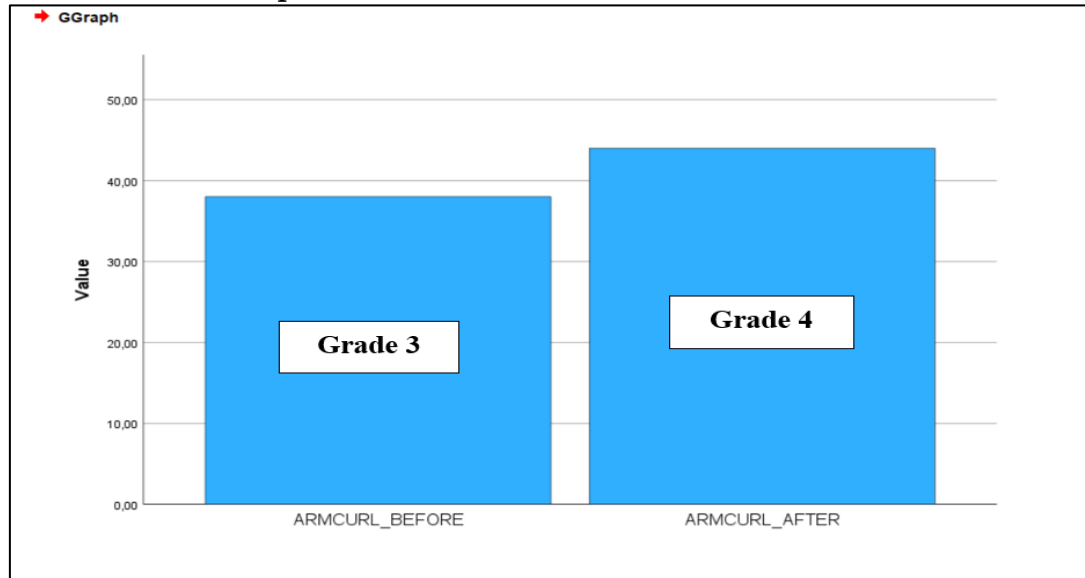 GGraph
50,00
40,00
30,00
20,00
10,00
0,00
Value
Grade 3
Grade 4
ARMCURL_BEFORE
ARMCURL_AFTER